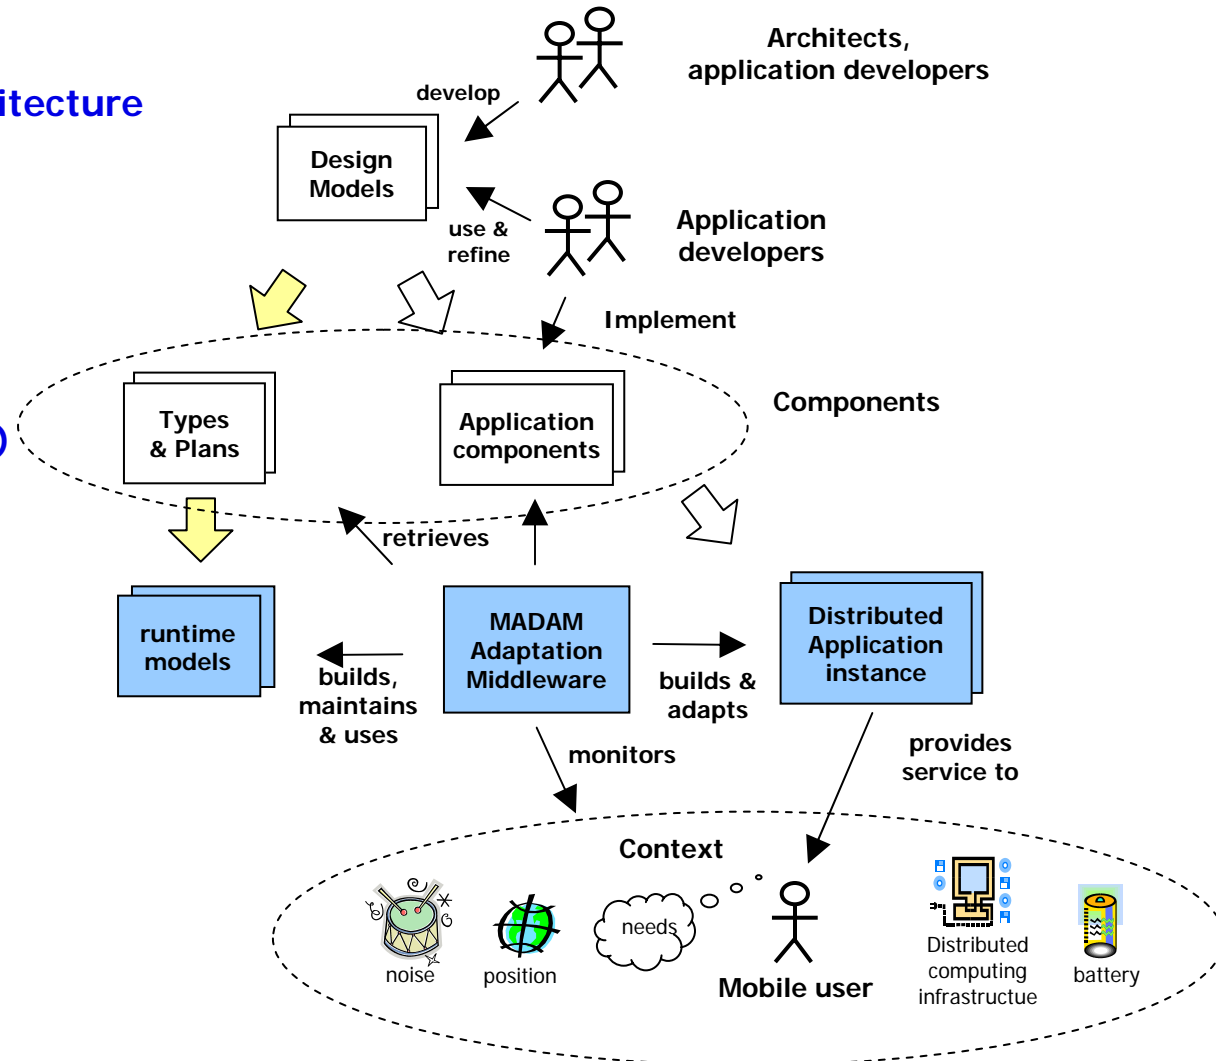 Architects,
application developers
itecture
develop
Design
Models
use &
refine
Application
developers
Implement
Types
& Plans
Application
components
Components
)
retrieves
runtime
models
MADAM
Adaptation
Middleware
Distributed
Application
instance
builds,
maintains
& uses
builds &
adapts
monitors
provides
service to
Context
needs
noise
position
Mobile user
Distributed
computing
infrastructue
battery